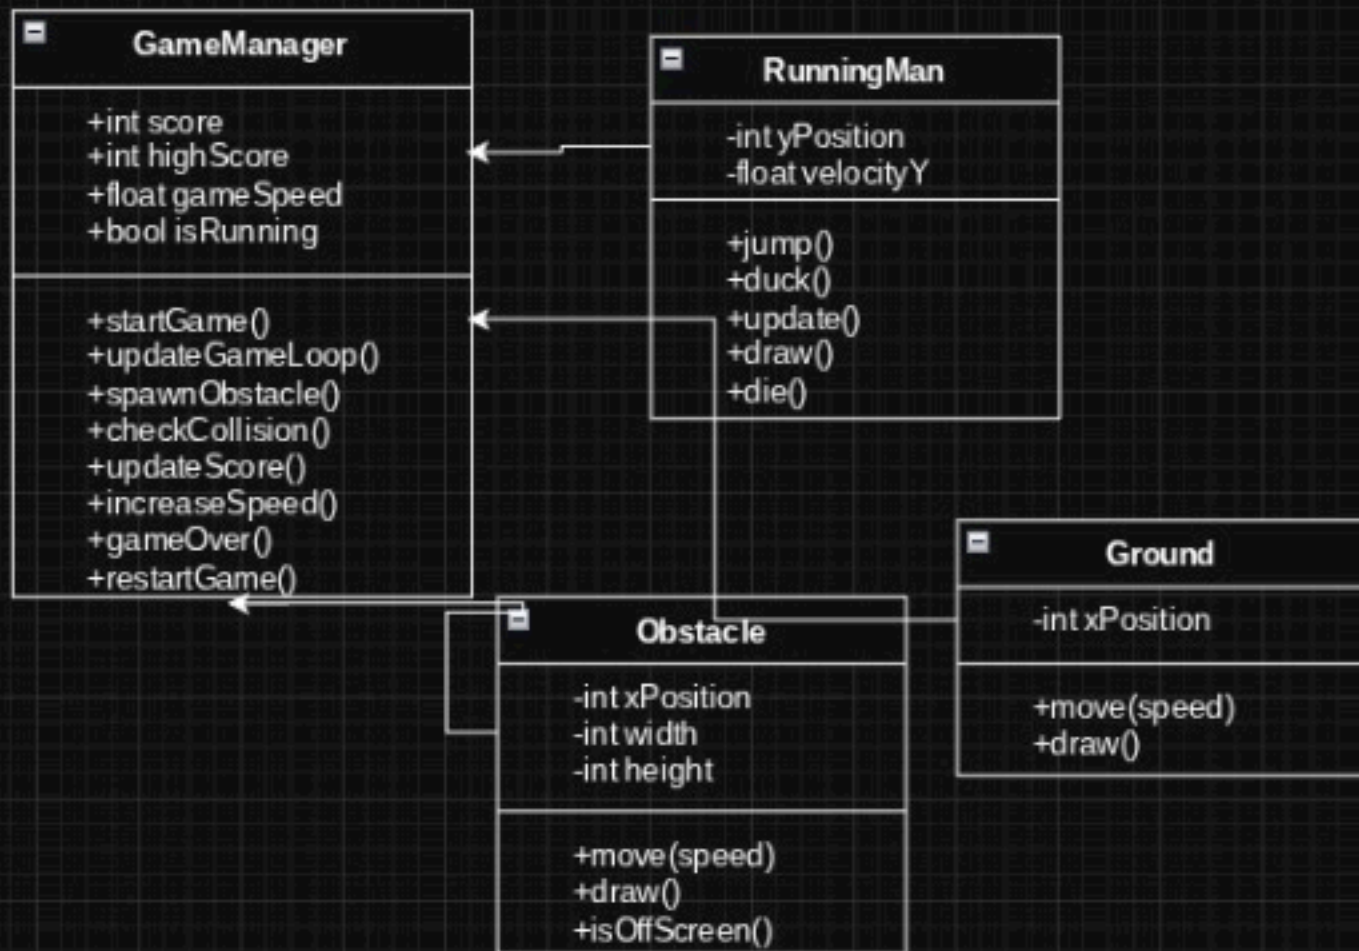 GameManager
+int score
+int highScore
+float gameSpeed
+bool isRunning
+startGame()
+updateGameLoop()
+spawnObstacle()
+checkCollision()
+updateScore()
+increaseSpeed()
+gameOver()
+restartGame()
RunningMan
-int yPosition
-float velocityY
+jump()
+duck()
+update()
+draw()
+die()
Obstacle
-int xPosition
-int width
-int height
+move(speed)
+draw()
+isOffScreen()
Ground
-int xPosition
+move(speed)
+draw()